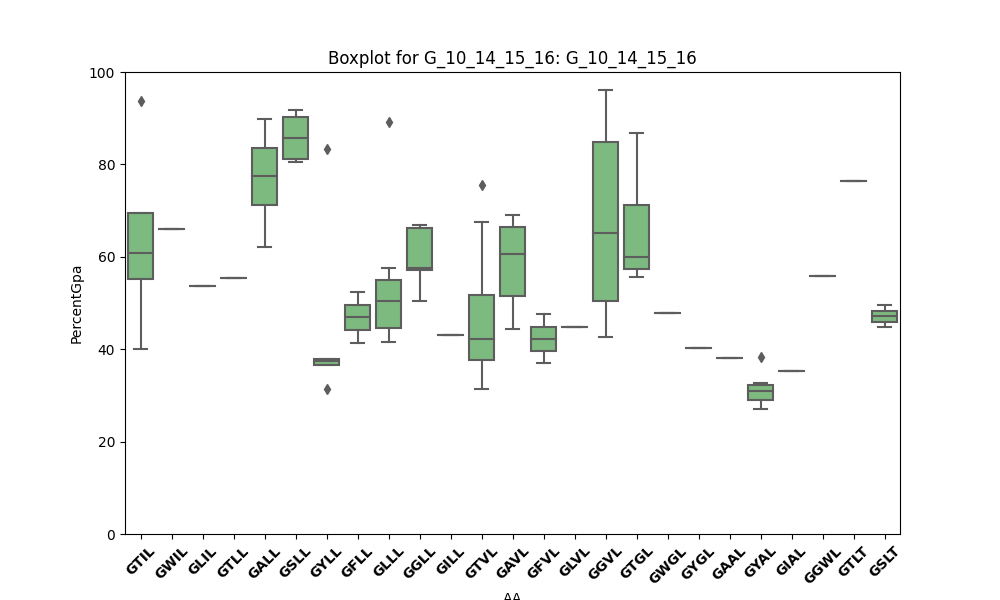 Boxplot for G_10_14_15_16: G_10_14_15_16
100
80
60
40
20
0
PercentGpa
GTIL GWIL GLIL GTLL GALL GSLL GYLL GFLL GLLL GGLL GILL GTVL GAVL GFVL GLVL GGVL GTGL GWGL GYGL GAAL GYAL GIAL GGWL GTLT GSLT
AA